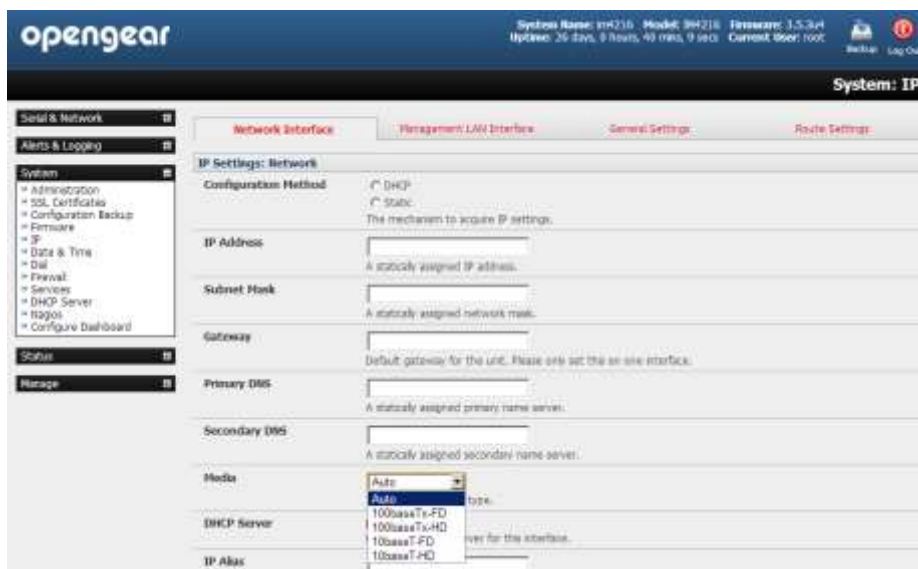 opengear
System Name: im4216 Model: IM4216 Firmware: 3.5.3u4
Uptime: 26 days, 0 hours, 40 mins, 9 secs Current User: root
Backup
Log Ou
System: IP
Serial & Network
Alerts & Logging
System
Administration
SSL Certificates
Configuration Backup
Firmware
IP
Date & Time
Dial
Firewall
Services
DHCP Server
Nagios
Configure Dashboard
Status
Manage
Network Interface
Management LAN Interface
General Settings
Route Settings
IP Settings: Network
Configuration Method
DHCP
Static
The mechanism to acquire IP settings.
IP Address
A statically assigned IP address.
Subnet Mask
A statically assigned network mask.
Gateway
Default gateway for the unit. Please only set this on one interface.
Primary DNS
A statically assigned primary name server.
Secondary DNS
A statically assigned secondary name server.
Media
Auto
Auto
type.
100baseTx-FD
100baseTx-HD
10baseT-FD
10baseT-HD
DHCP Server
ver for this interface.
IP Alias